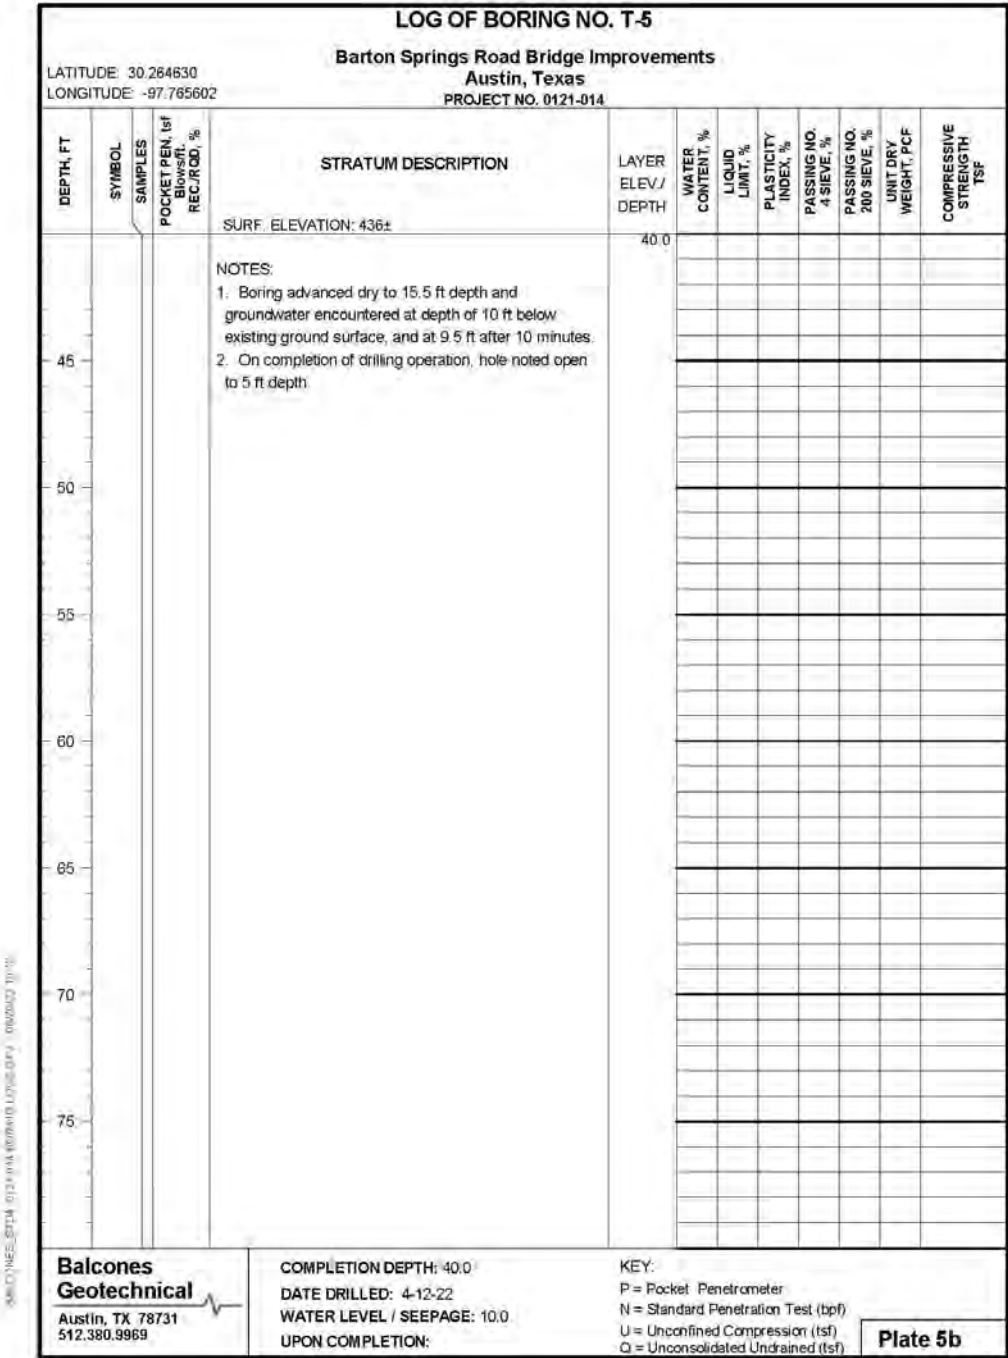 LOG OF BORING NO. T-5
Barton Springs Road Bridge Improvements
Austin, Texas
PROJECT NO. 0121-014
LATITUDE: 30.264630
LONGITUDE: -97.765602
DEPTH, FT
SYMBOL
SAMPLES
POCKET PEN, tsf
Blows/ft.
REC./RQD, %
STRATUM DESCRIPTION
SURF. ELEVATION: 436±
LAYER
ELEV./
DEPTH
WATER
CONTENT, %
LIQUID
LIMIT, %
PLASTICITY
INDEX, %
PASSING NO.
4 SIEVE, %
PASSING NO.
200 SIEVE, %
UNIT DRY
WEIGHT, PCF
COMPRESSIVE
STRENGTH
TSF
40.0
NOTES:
1. Boring advanced dry to 15.5 ft depth and
groundwater encountered at depth of 10 ft below
existing ground surface, and at 9.5 ft after 10 minutes.
2. On completion of drilling operation, hole noted open
to 5 ft depth.
45
50
55
60
65
70
75
Balcones
Geotechnical
Austin, TX 78731
512.380.9969
COMPLETION DEPTH: 40.0
DATE DRILLED: 4-12-22
WATER LEVEL / SEEPAGE: 10.0
UPON COMPLETION:
KEY:
P = Pocket Penetrometer
N = Standard Penetration Test (bpf)
U = Unconfined Compression (tsf)
Q = Unconsolidated Undrained (tsf)
Plate 5b